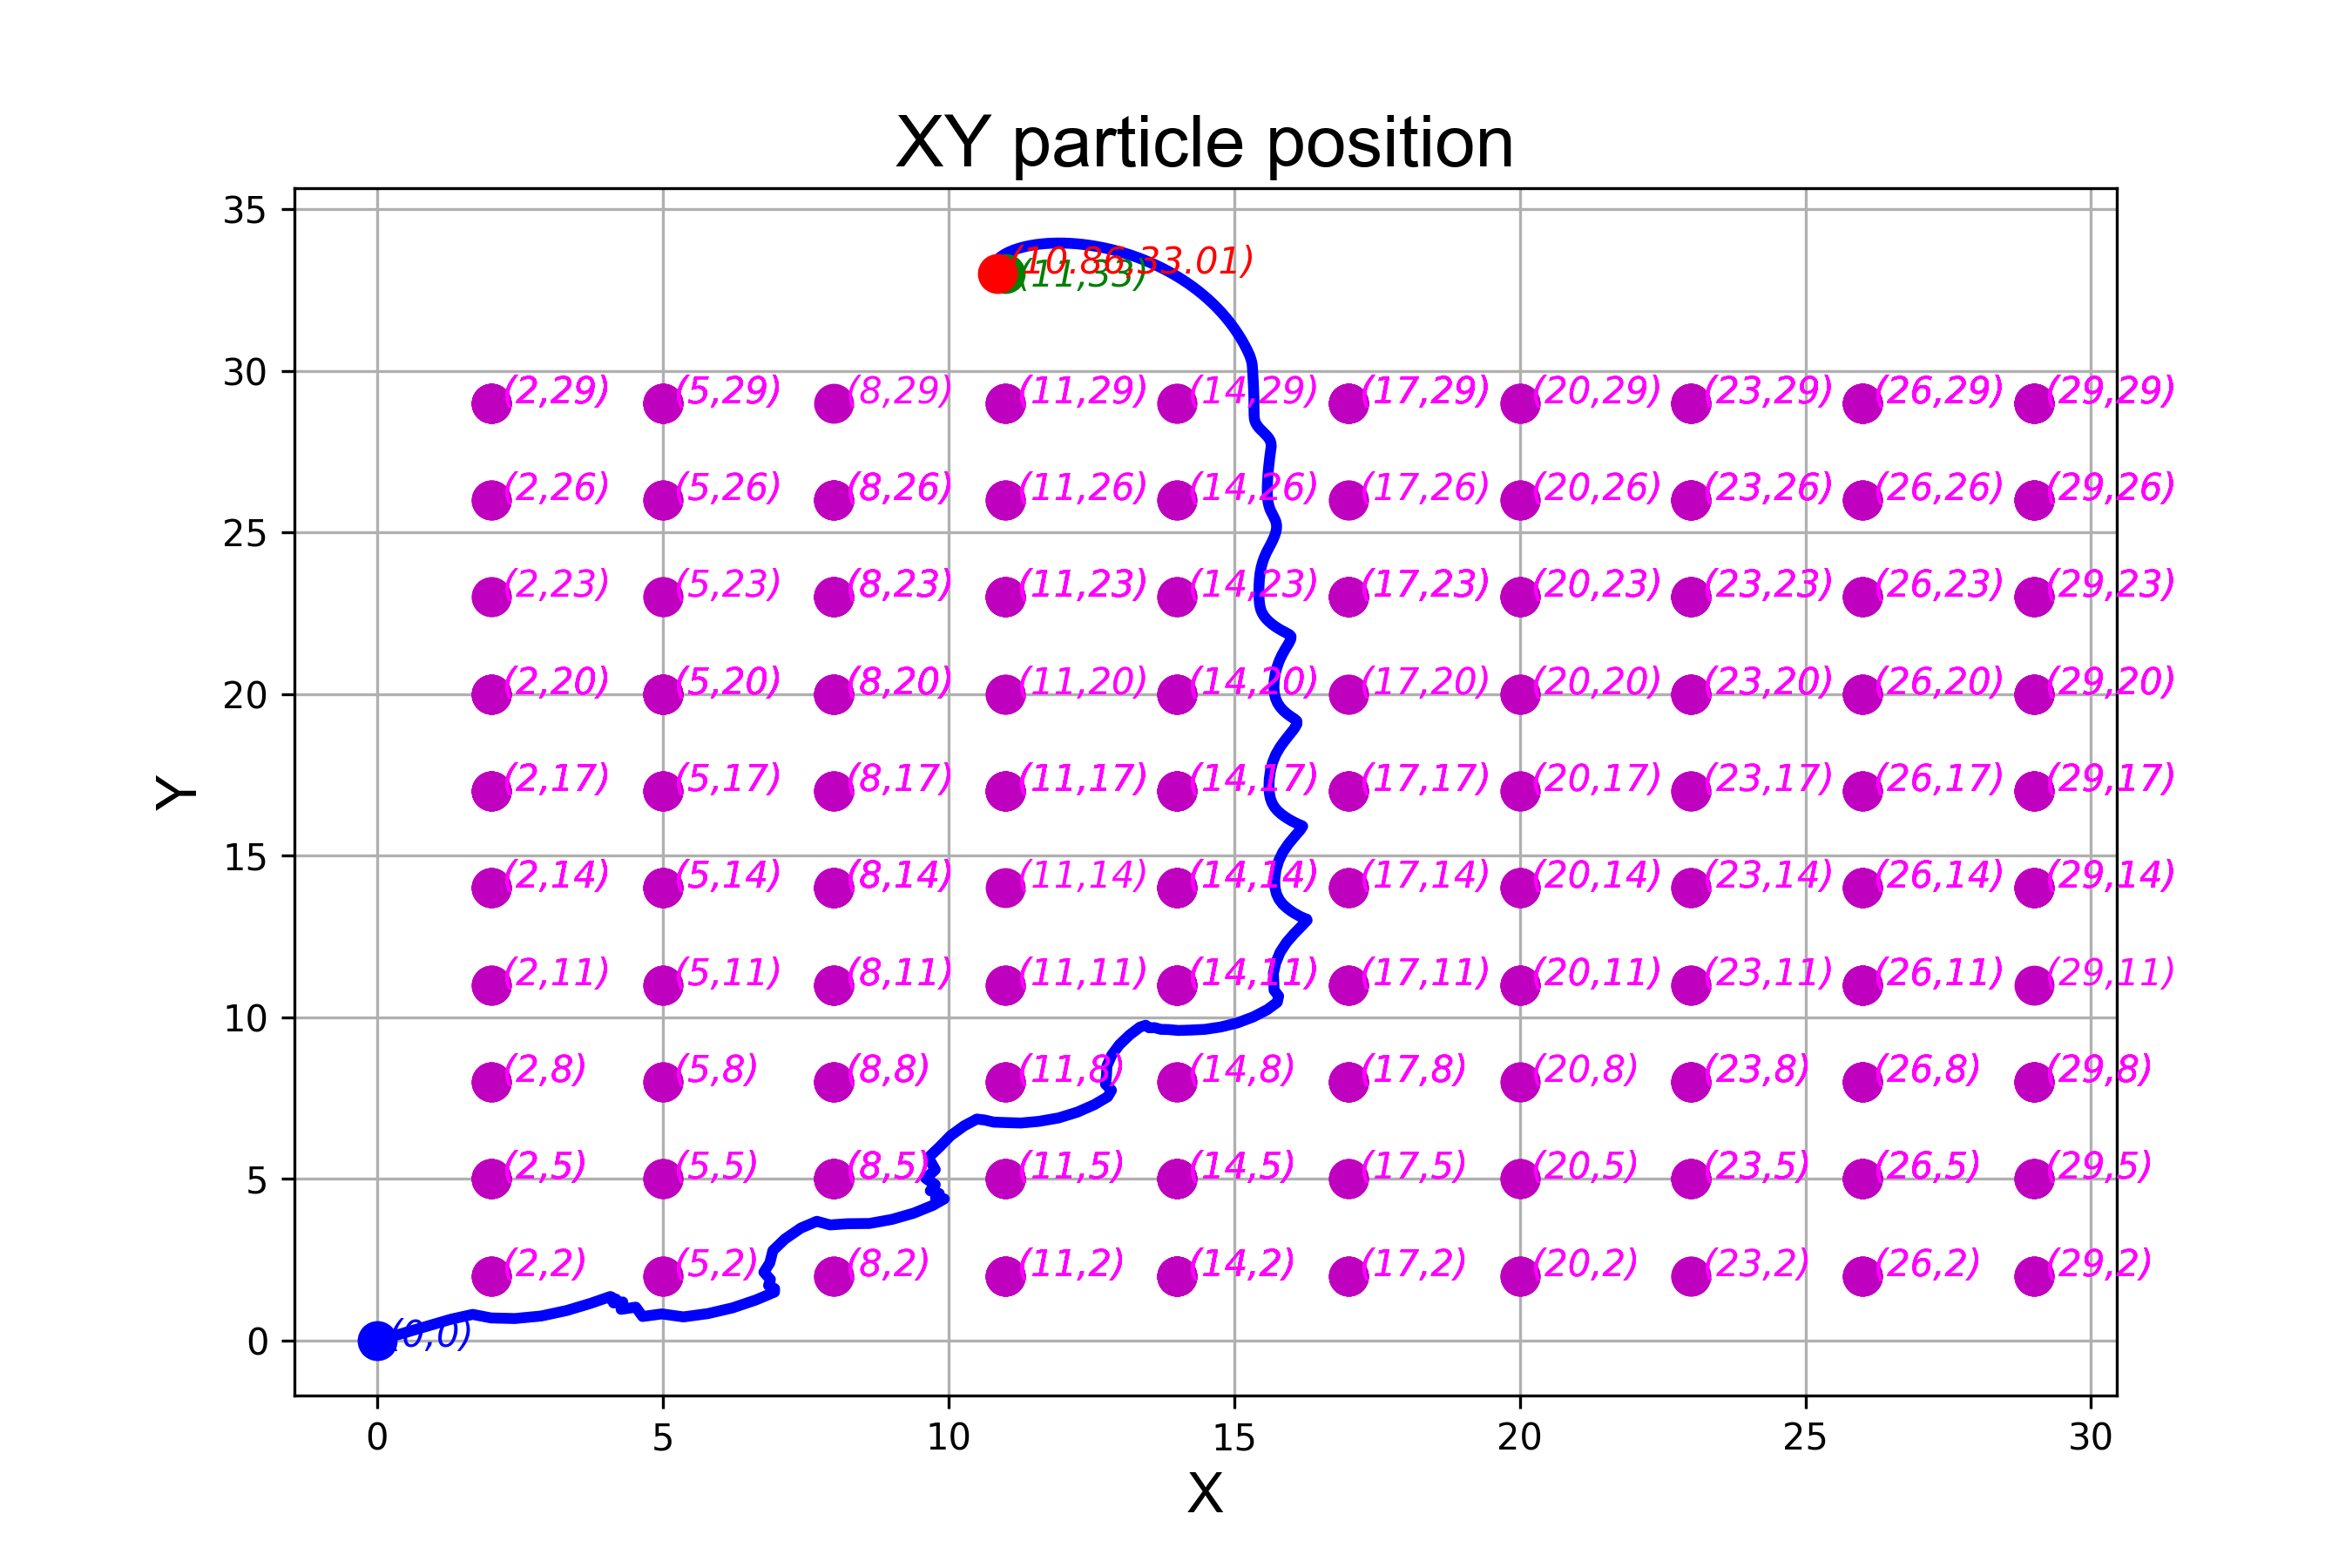 XY particle position
35
(10.86,33.01)
(11,33)
30
(2,29) (5,29) (8,29) (11,29) (14,29) (17,29) (20,29) (23,29) (26,29) (29,29)
(2,26) (5,26) (8,26) (11,26) (14,26) (17,26) (20,26) (23,26) (26,26) (29,26)
25
(2,23) (5,23) (8,23) (11,23) (14,23) (17,23) (20,23) (23,23) (26,23) (29,23)
20
(2,20) (5,20) (8,20) (11,20) (14,20) (17,20) (20,20) (23,20) (26,20) (29,20)
Y
(2,17) (5,17) (8,17) (11,17) (14,17) (17,17) (20,17) (23,17) (26,17) (29,17)
15
(2,14) (5,14) (8,14) (11,14) (14,14) (17,14) (20,14) (23,14) (26,14) (29,14)
(2,11) (5,11) (8,11) (11,11) (14,11) (17,11) (20,11) (23,11) (26,11) (29,11)
10
(2,8) (5,8) (8,8) (11,8) (14,8) (17,8) (20,8) (23,8) (26,8) (29,8)
5
(2,5) (5,5) (8,5) (11,5) (14,5) (17,5) (20,5) (23,5) (26,5) (29,5)
(2,2) (5,2) (8,2) (11,2) (14,2) (17,2) (20,2) (23,2) (26,2) (29,2)
0
(0,0)
0 5 10 15 20 25 30
X